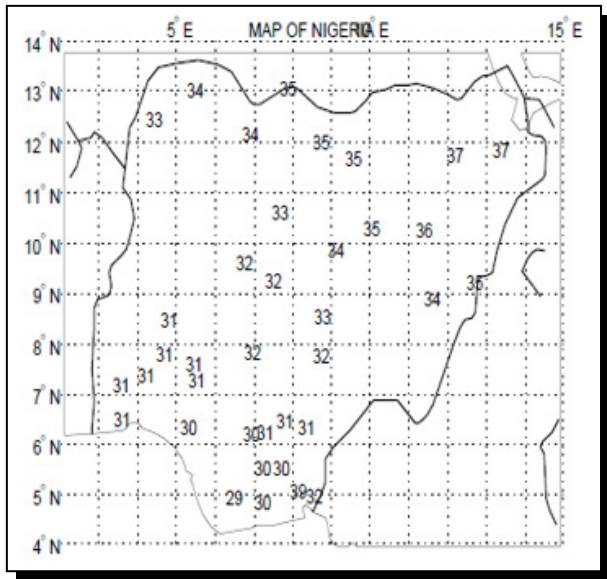 5° E MAP OF NIGERIA E 15° E
14° N
13° N 34 35
33
12° N 34 35 35 37 37
11° N
33
10° N 35 36
34
32
32
9° N 34 35
31 33
8° N
31 32 32
31
7° N 31 31 31
31 31
6° N 30 30 31 31
30 30
5° N 29 30 39 32
4° N